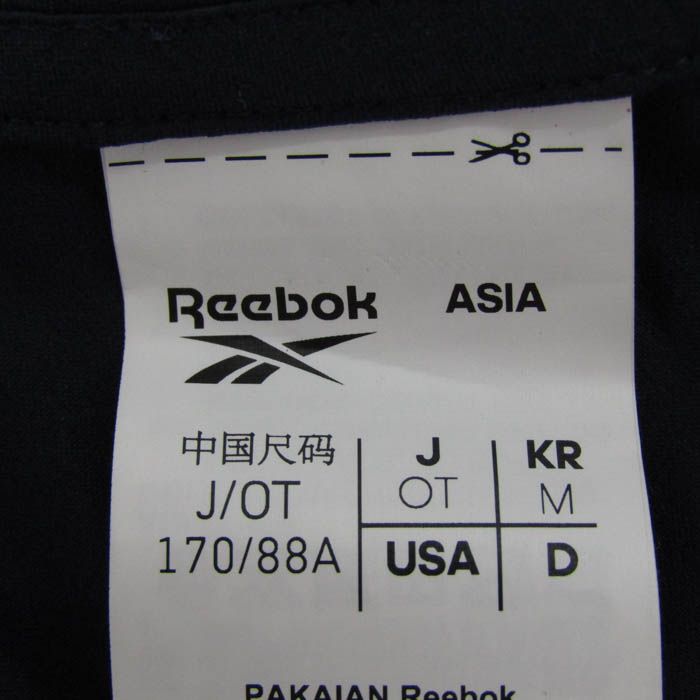 Reebok ASIA
中国尺码
J/OT
170/88A
J KR
OT M
USA D
PAKAIAN Reebok